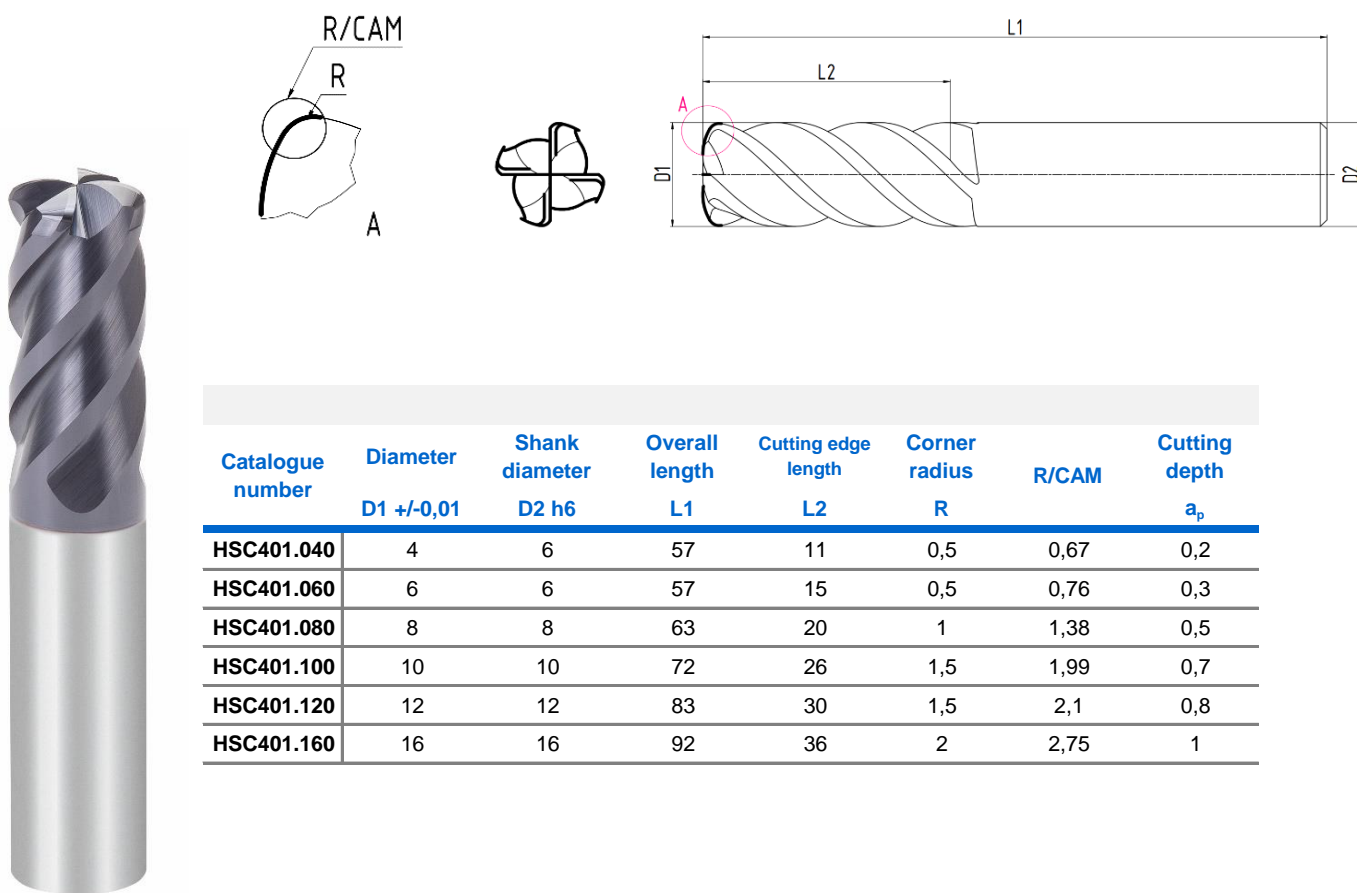 R/CAM
R
A
L1
L2
A
D1
D2
Catalogue number Diameter Shank diameter Overall length Cutting edge length Corner radius R/CAM Cutting depth
D1 +/-0,01 D2 h6 L1 L2 R ap
HSC401.040 4 6 57 11 0,5 0,67 0,2
HSC401.060 6 6 57 15 0,5 0,76 0,3
HSC401.080 8 8 63 20 1 1,38 0,5
HSC401.100 10 10 72 26 1,5 1,99 0,7
HSC401.120 12 12 83 30 1,5 2,1 0,8
HSC401.160 16 16 92 36 2 2,75 1